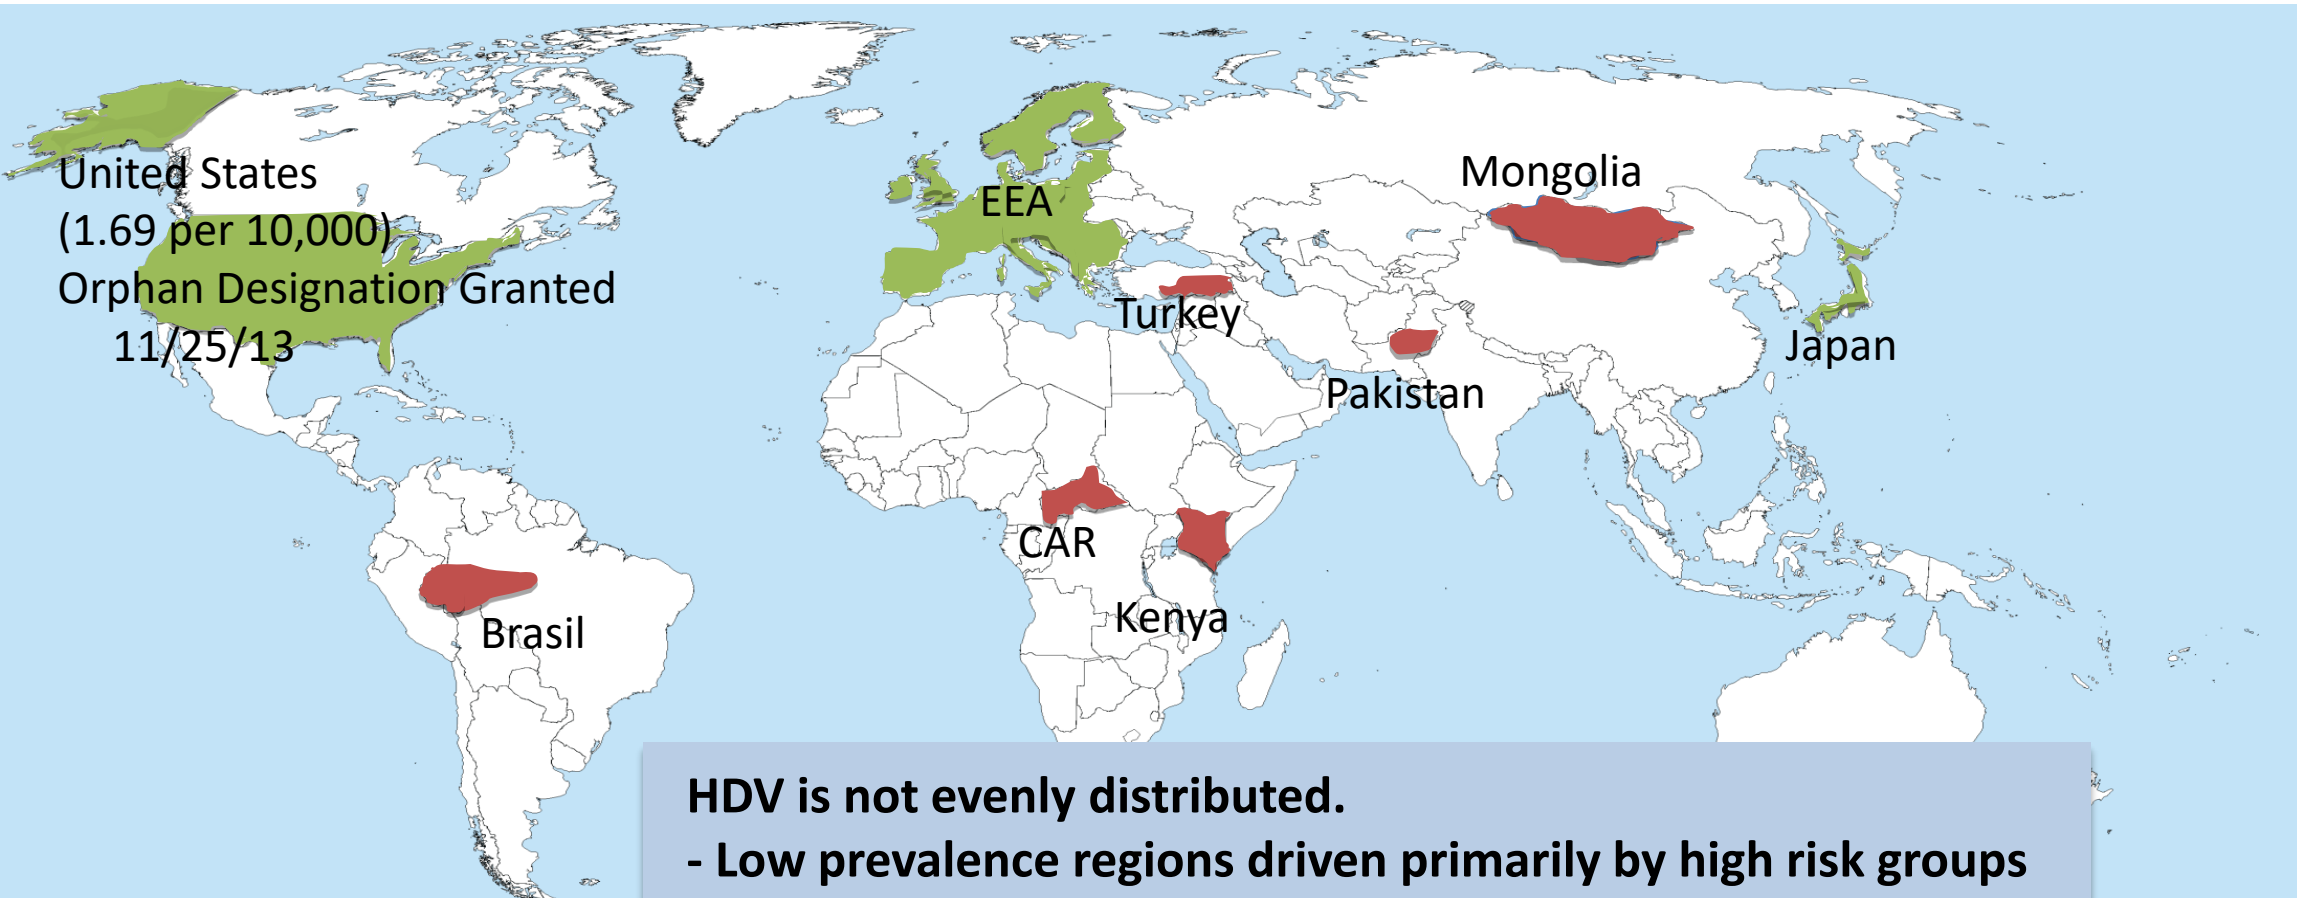 United States
(1.69 per 10,000)
Orphan Designation Granted
11/25/13
EEA
Mongolia
Turkey
Japan
Pakistan
CAR
Kenya
Brasil
HDV is not evenly distributed.
- Low prevalence regions driven primarily by high risk groups